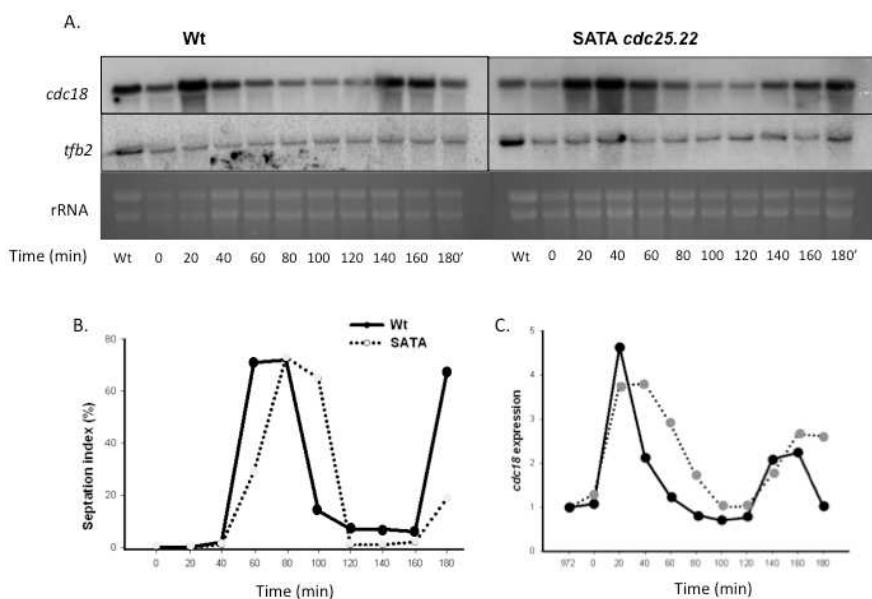 A.
Wt SATA cdc25.22
cdc18
tfb2
rRNA
Time (min) Wt 0 20 40 60 80 100 120 140 160 180’ Wt 0 20 40 60 80 100 120 140 160 180’
B.
Wt
SATA
80
60
40
20
0
Septation index (%)
0 20 40 60 80 100 120 140 160 180
Time (min)
C.
5
4
3
2
1
0
cdc18 expression
972 0 20 40 60 80 100 120 140 160 180
Time (min)